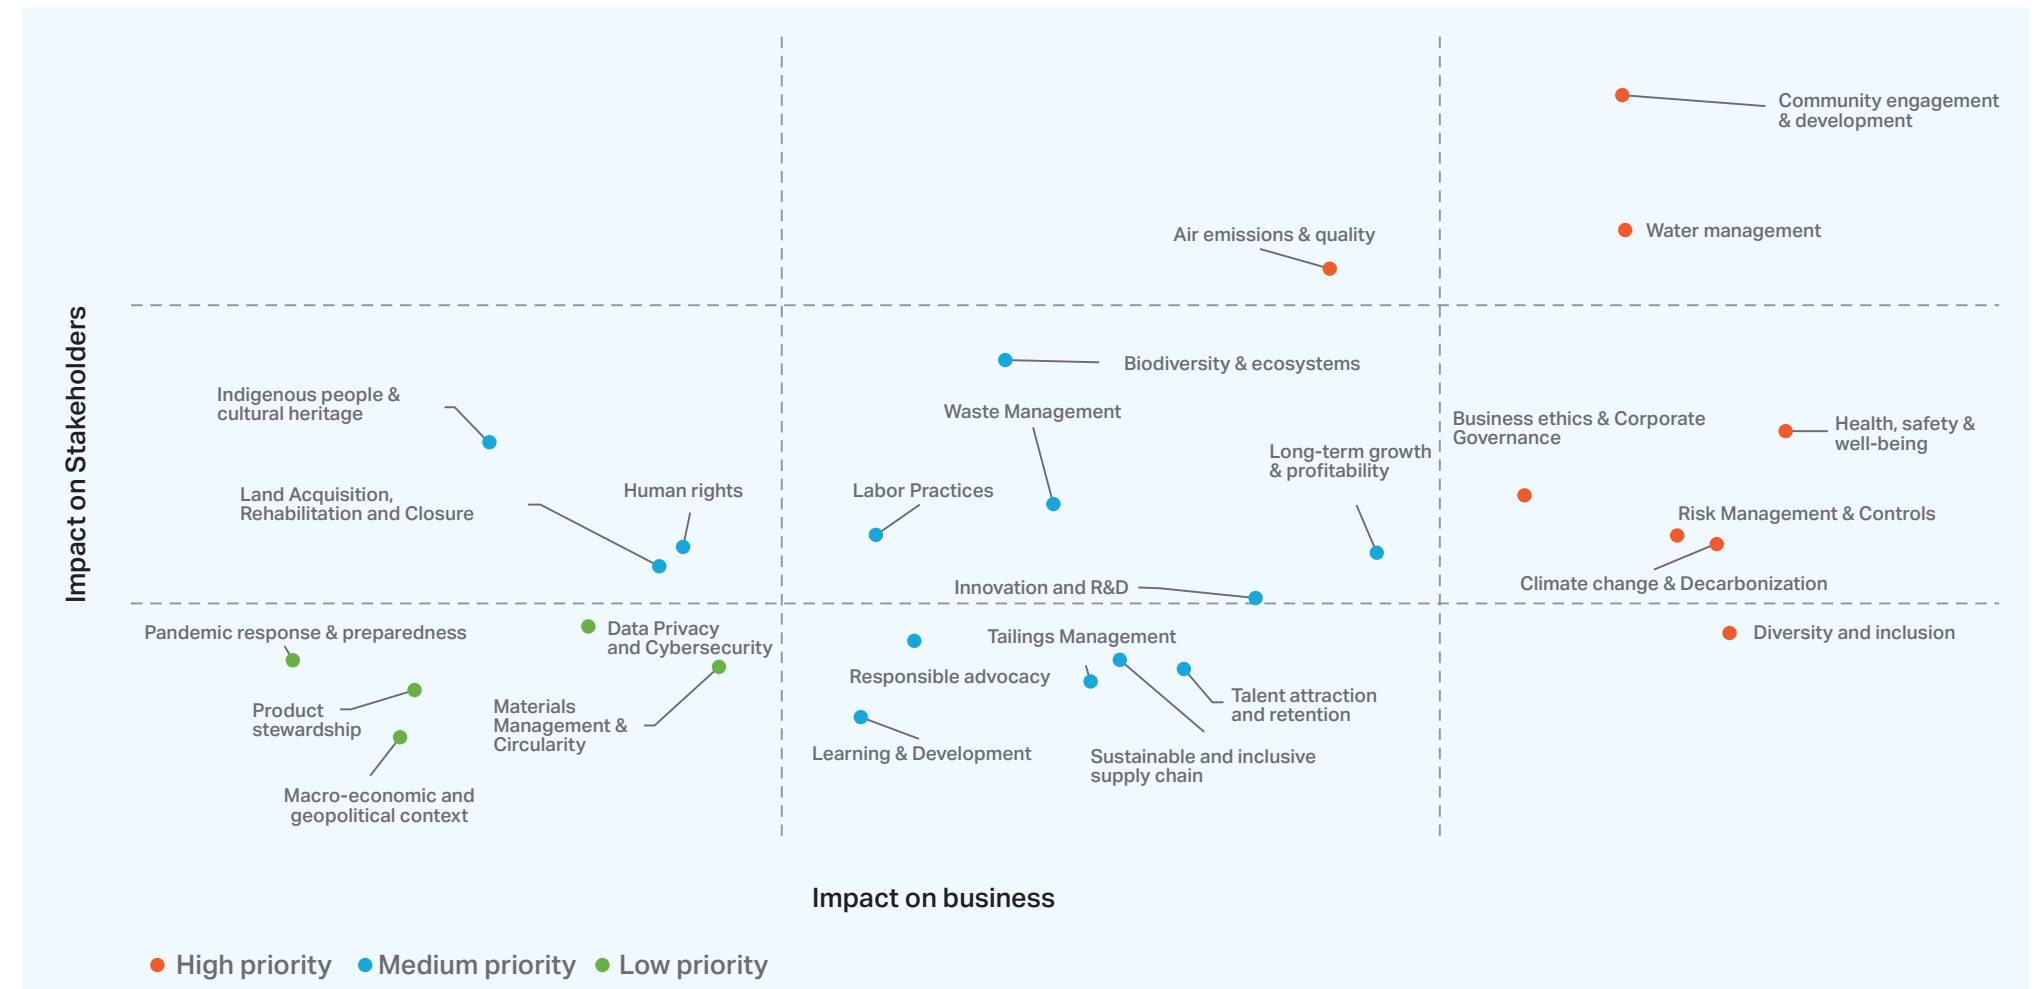 Community engagement
& development
Water management
Air emissions & quality
Impact on Stakeholders
Biodiversity & ecosystems
Indigenous people &
cultural heritage
Waste Management
Business ethics & Corporate
Governance
Health, safety &
well-being
Long-term growth
& profitability
Land Acquisition,
Rehabilitation and Closure
Human rights
Labor Practices
Risk Management & Controls
Innovation and R&D
Climate change & Decarbonization
Pandemic response & preparedness
Data Privacy
and Cybersecurity
Tailings Management
Diversity and inclusion
Responsible advocacy
Product
stewardship
Materials
Management &
Circularity
Talent attraction
and retention
Learning & Development
Sustainable and inclusive
supply chain
Macro-economic and
geopolitical context
Impact on business
High priority
Medium priority
Low priority